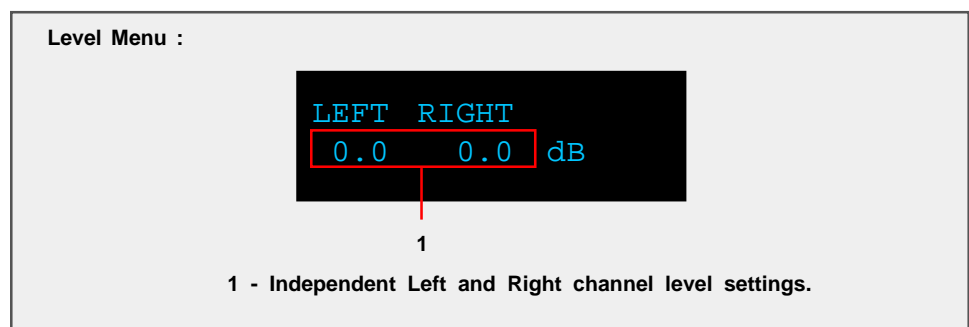 Level Menu :
LEFT RIGHT
0.0 0.0 dB
1
1 - Independent Left and Right channel level settings.